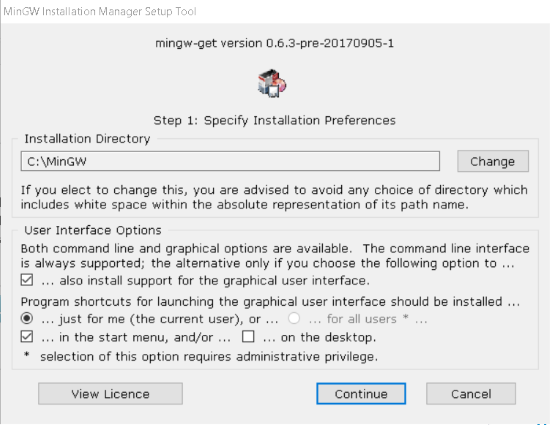 MinGW Installation Manager Setup Tool
mingw-get version 0.6.3-pre-20170905-1
Step 1: Specify Installation Preferences
Installation Directory
C:\MinGW
Change
If you elect to change this, you are advised to avoid any choice of directory which
includes white space within the absolute representation of its path name.
User Interface Options
Both command line and graphical options are available. The command line interface
is always supported; the alternative only if you choose the following option to ...
... also install support for the graphical user interface.
Program shortcuts for launching the graphical user interface should be installed ...
... just for me (the current user), or ... ... for all users * ...
... in the start menu, and/or ... ... on the desktop.
* selection of this option requires administrative privilege.
View Licence
Continue
Cancel